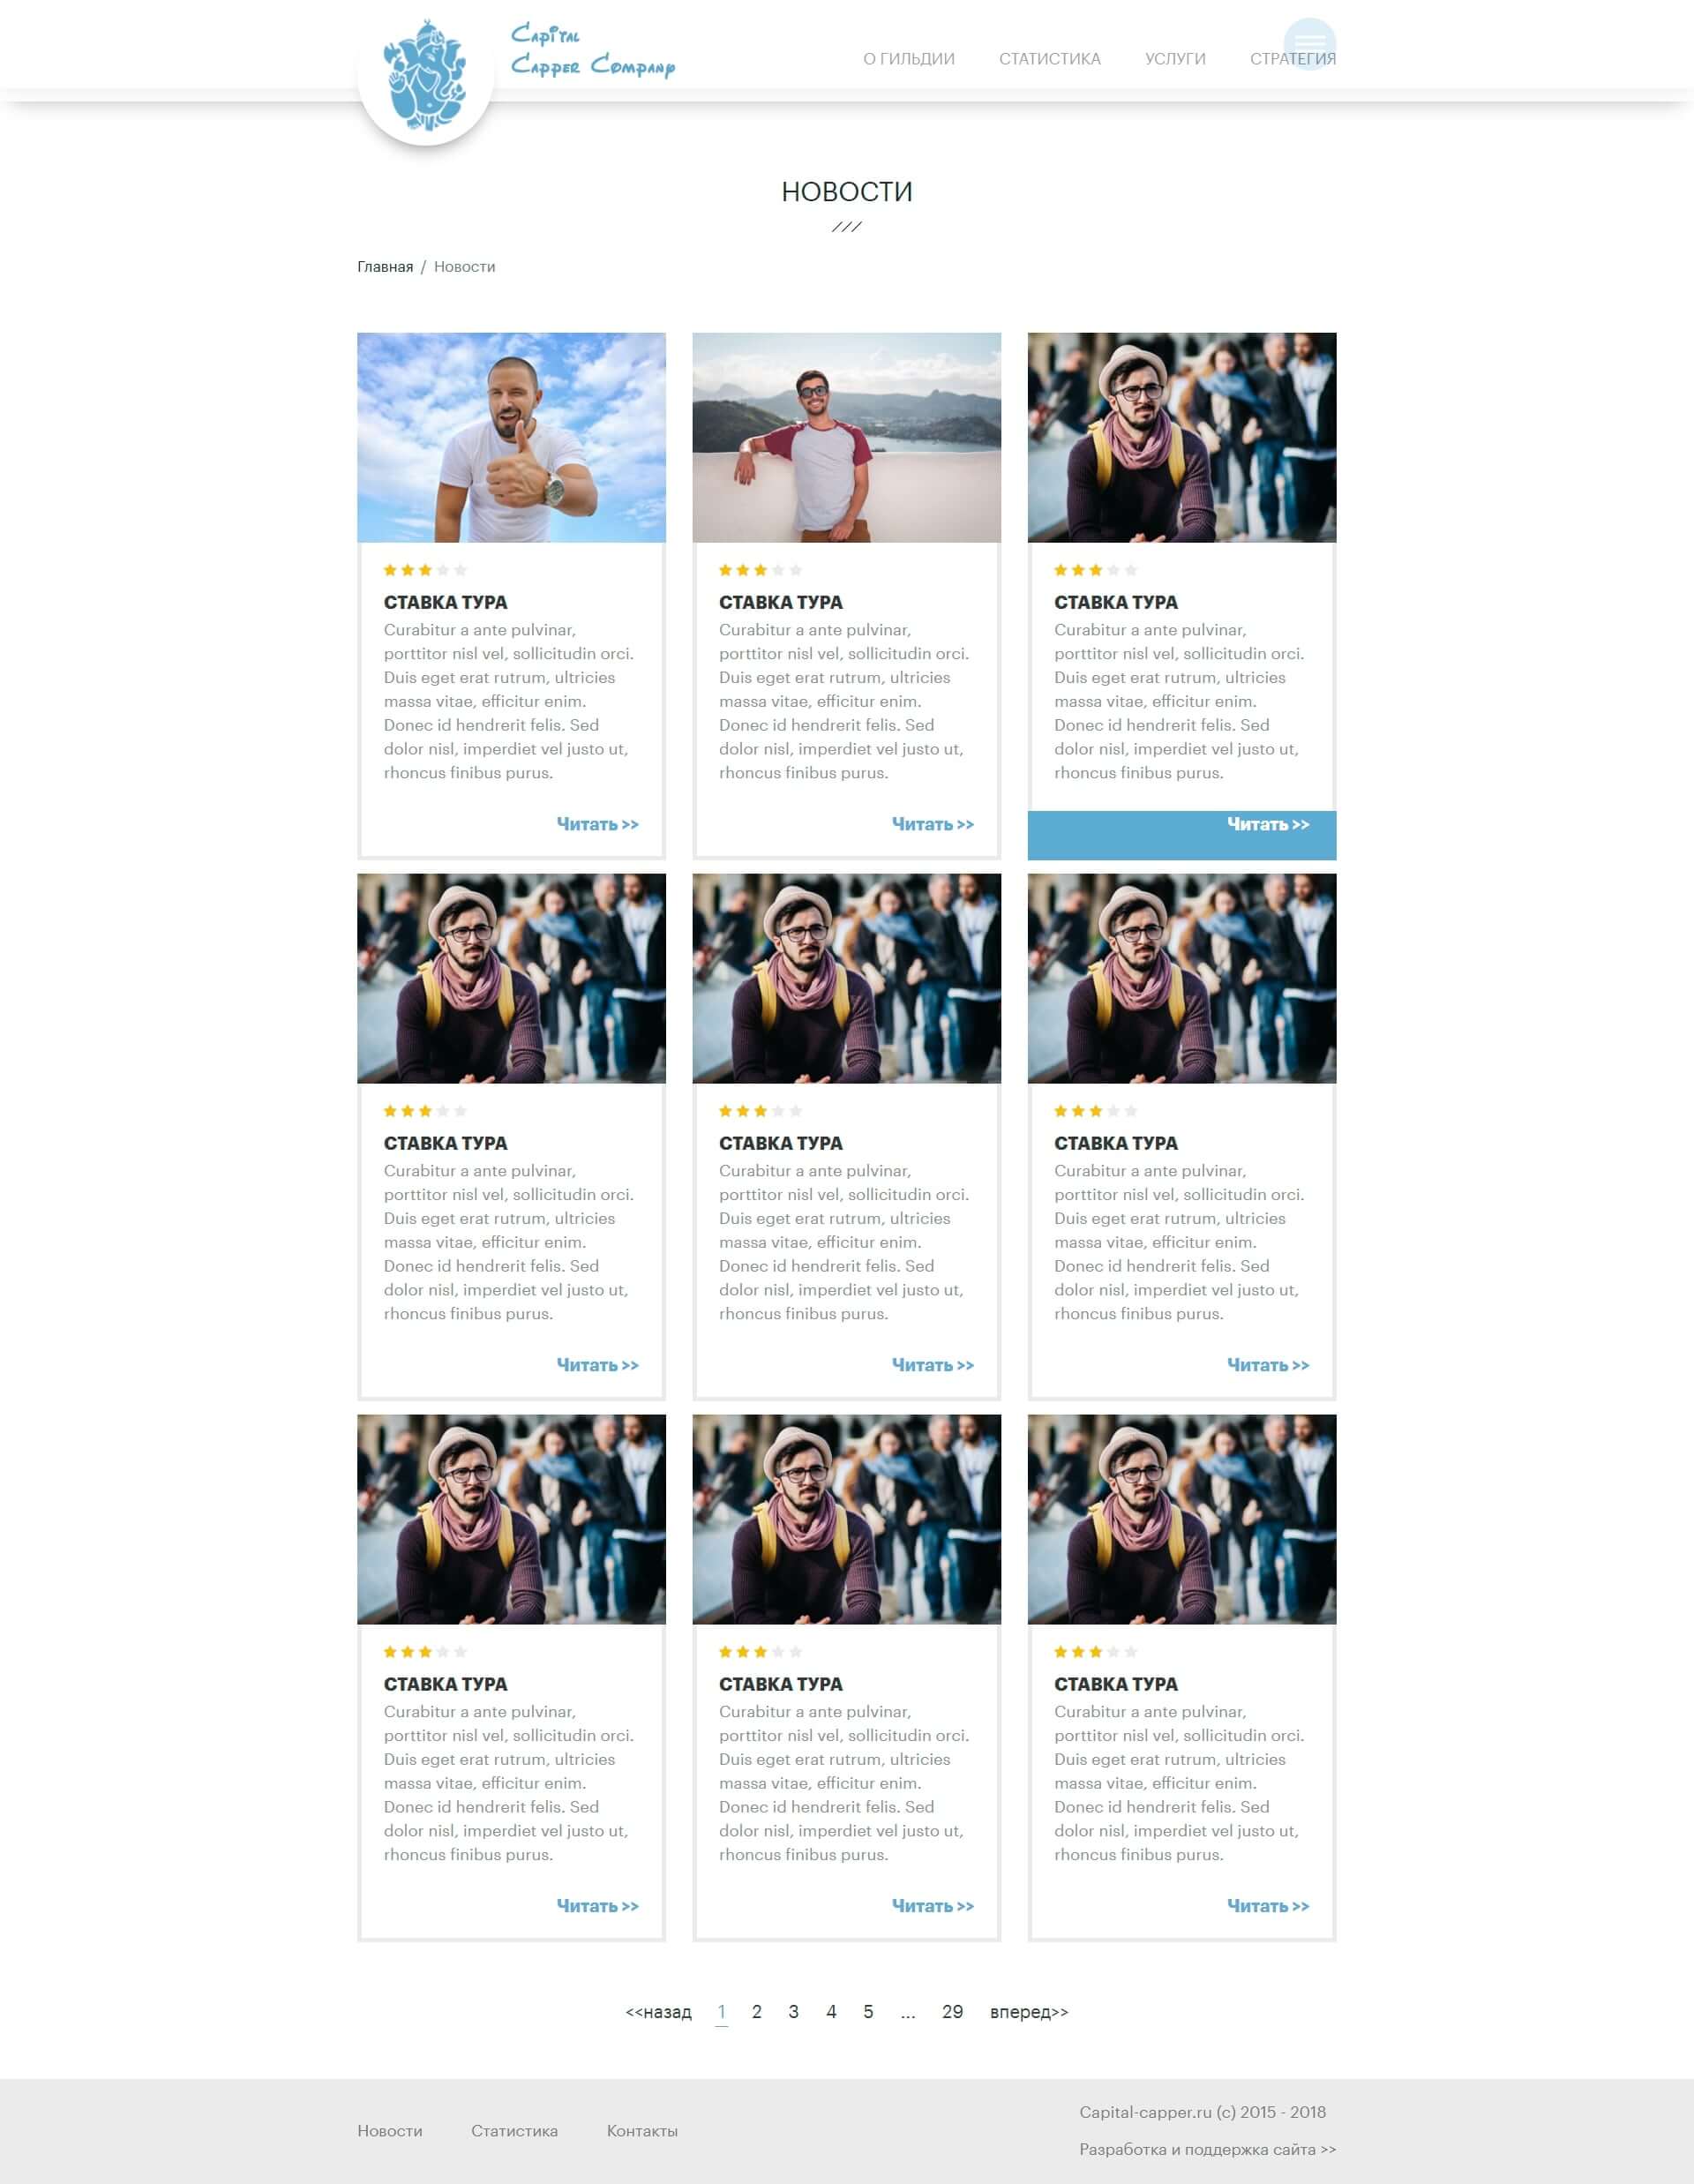 Capital
Capper Company
О ГИЛЬДИИ СТАТИСТИКА УСЛУГИ СТРАТЕГИЯ
НОВОСТИ
Главная / Новости
СТАВКА ТУРА
Curabitur a ante pulvinar,
porttitor nisl vel, sollicitudin orci.
Duis eget erat rutrum, ultricies
massa vitae, efficitur enim.
Donec id hendrerit felis. Sed
dolor nisl, imperdiet vel justo ut,
rhoncus finibus purus.
Читать >>
СТАВКА ТУРА
Curabitur a ante pulvinar,
porttitor nisl vel, sollicitudin orci.
Duis eget erat rutrum, ultricies
massa vitae, efficitur enim.
Donec id hendrerit felis. Sed
dolor nisl, imperdiet vel justo ut,
rhoncus finibus purus.
Читать >>
СТАВКА ТУРА
Curabitur a ante pulvinar,
porttitor nisl vel, sollicitudin orci.
Duis eget erat rutrum, ultricies
massa vitae, efficitur enim.
Donec id hendrerit felis. Sed
dolor nisl, imperdiet vel justo ut,
rhoncus finibus purus.
Читать >>
СТАВКА ТУРА
Curabitur a ante pulvinar,
porttitor nisl vel, sollicitudin orci.
Duis eget erat rutrum, ultricies
massa vitae, efficitur enim.
Donec id hendrerit felis. Sed
dolor nisl, imperdiet vel justo ut,
rhoncus finibus purus.
Читать >>
СТАВКА ТУРА
Curabitur a ante pulvinar,
porttitor nisl vel, sollicitudin orci.
Duis eget erat rutrum, ultricies
massa vitae, efficitur enim.
Donec id hendrerit felis. Sed
dolor nisl, imperdiet vel justo ut,
rhoncus finibus purus.
Читать >>
СТАВКА ТУРА
Curabitur a ante pulvinar,
porttitor nisl vel, sollicitudin orci.
Duis eget erat rutrum, ultricies
massa vitae, efficitur enim.
Donec id hendrerit felis. Sed
dolor nisl, imperdiet vel justo ut,
rhoncus finibus purus.
Читать >>
СТАВКА ТУРА
Curabitur a ante pulvinar,
porttitor nisl vel, sollicitudin orci.
Duis eget erat rutrum, ultricies
massa vitae, efficitur enim.
Donec id hendrerit felis. Sed
dolor nisl, imperdiet vel justo ut,
rhoncus finibus purus.
Читать >>
СТАВКА ТУРА
Curabitur a ante pulvinar,
porttitor nisl vel, sollicitudin orci.
Duis eget erat rutrum, ultricies
massa vitae, efficitur enim.
Donec id hendrerit felis. Sed
dolor nisl, imperdiet vel justo ut,
rhoncus finibus purus.
Читать >>
СТАВКА ТУРА
Curabitur a ante pulvinar,
porttitor nisl vel, sollicitudin orci.
Duis eget erat rutrum, ultricies
massa vitae, efficitur enim.
Donec id hendrerit felis. Sed
dolor nisl, imperdiet vel justo ut,
rhoncus finibus purus.
Читать >>
<<назад 1 2 3 4 5 ... 29 вперед>>
Новости Статистика Контакты
Capital-capper.ru (c) 2015 - 2018
Разработка и поддержка сайта >>